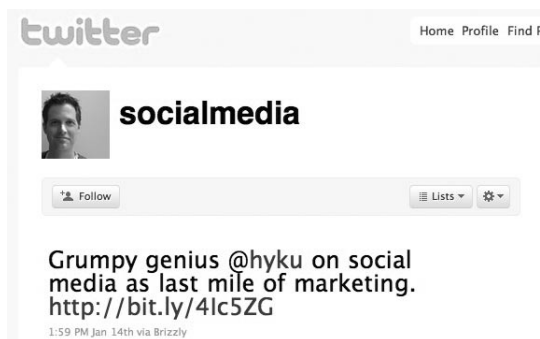 twitter
Home Profile Find
socialmedia
Follow
Lists
Grumpy genius @hyku on social
media as last mile of marketing.
http://bit.ly/4Ic5ZG
1:59 PM Jan 14th via Brizzly